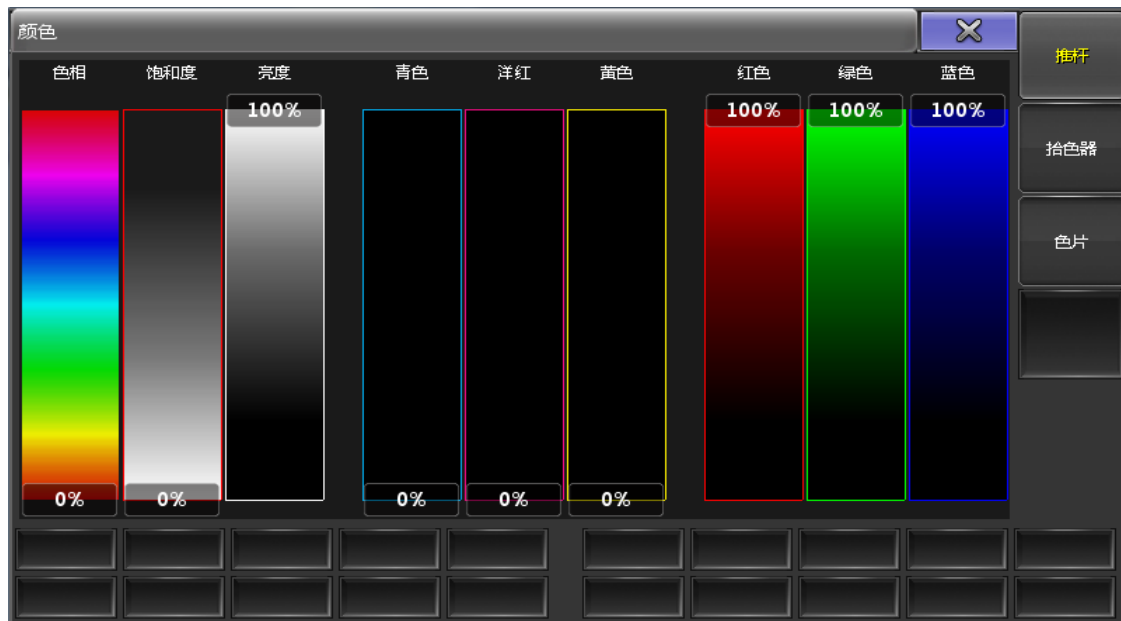 颜色
推杆
色相 饱和度 亮度 青色 洋红 黄色 红色 绿色 蓝色
100% 100% 100% 100%
拾色器
色片
0% 0% 0% 0% 0%